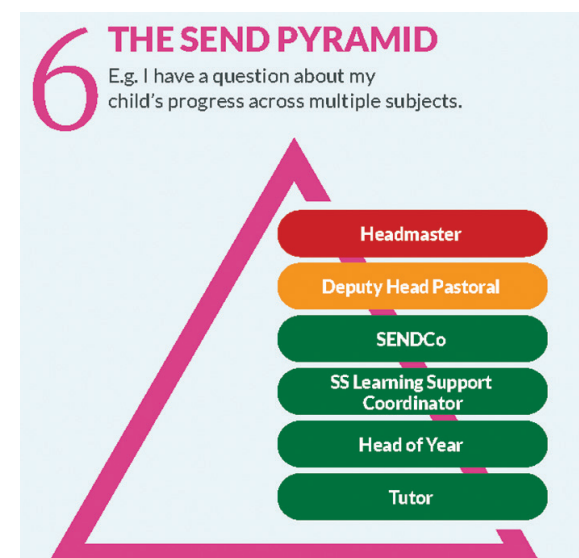 6
THE SEND PYRAMID
E.g. I have a question about my
child's progress across multiple subjects.
Headmaster
Deputy Head Pastoral
SENDCo
SS Learning Support
Coordinator
Head of Year
Tutor